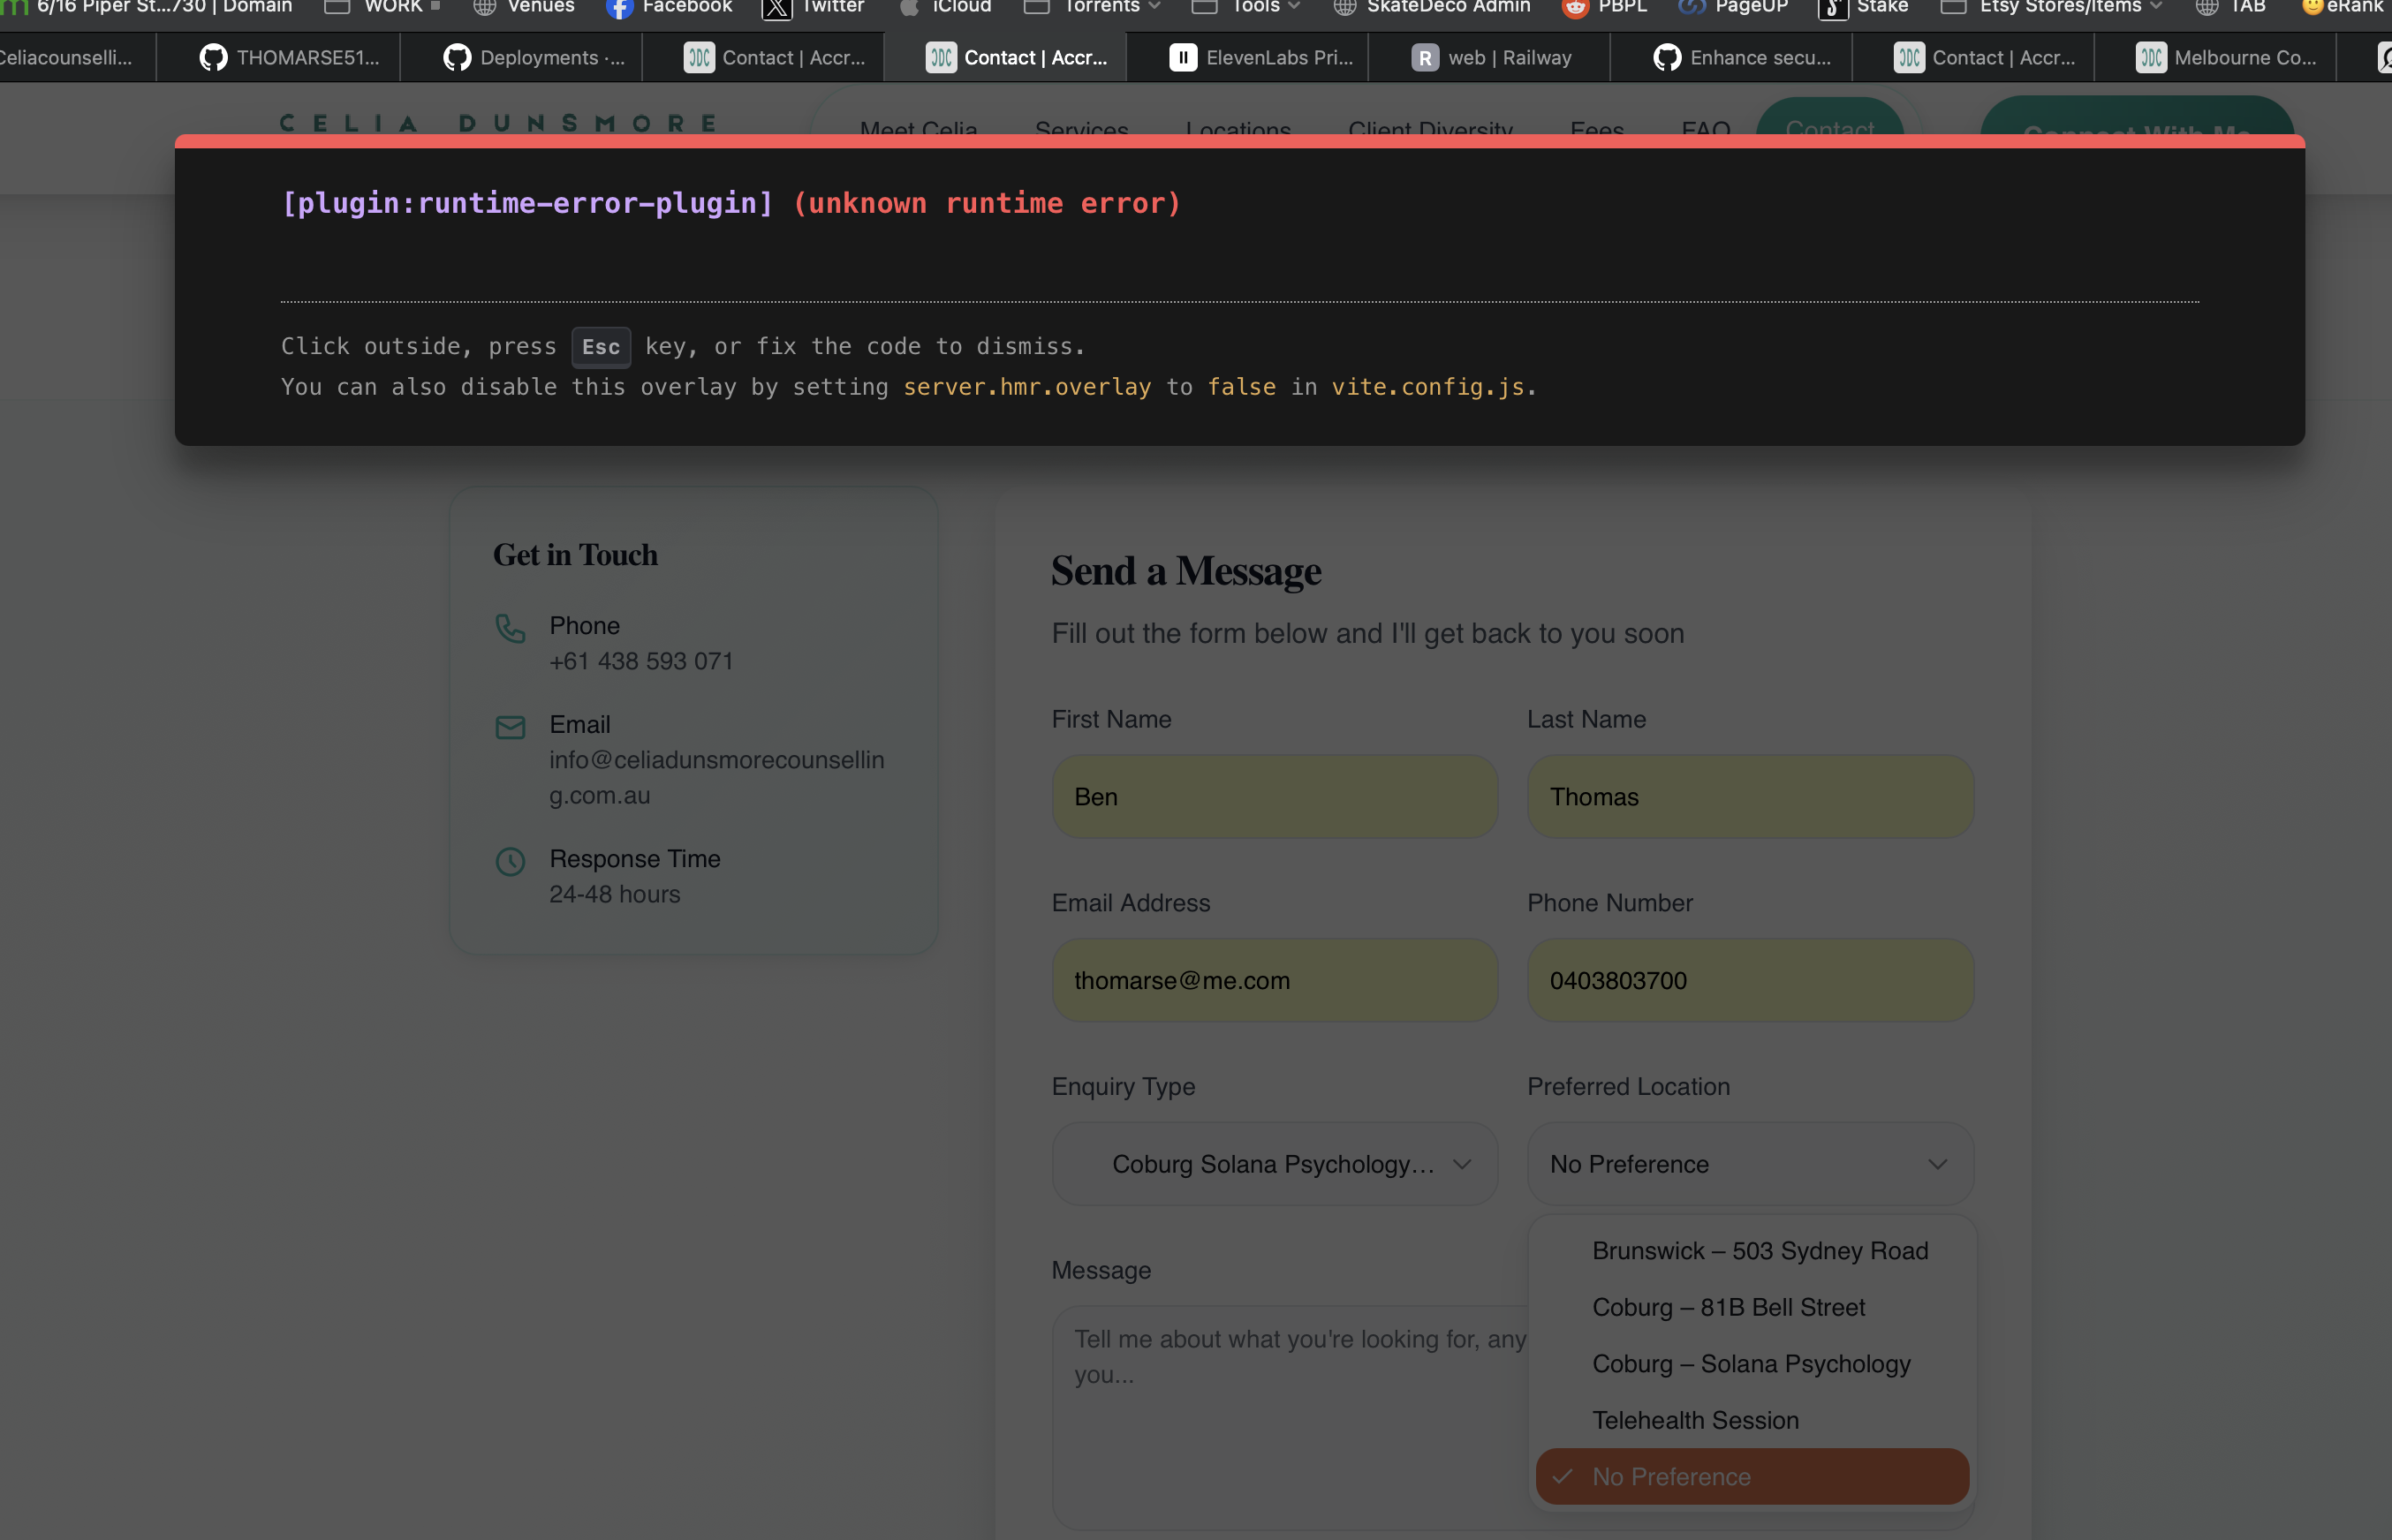 6/16 Piper St...730 | Domain WORK Venues Facebook Twitter iCloud Torrents Tools SkateDeco Admin PBPL PageUP Stake Etsy Stores/Items TAB eRank
Celiacounselli... THOMARSE51... Deployments ·... Contact | Accr... Contact | Accr... ElevenLabs Pri... R web | Railway Enhance secu... Contact | Accr... Melbourne Co...
CELIA DUNSMORE Meet Celia Services Locations Client Diversity Fees FAQ Contact Connect With Me
[plugin:runtime-error-plugin] (unknown runtime error)
Click outside, press Esc key, or fix the code to dismiss.
You can also disable this overlay by setting server.hmr.overlay to false in vite.config.js.
Get in Touch
Phone
+61 438 593 071
Email
info@celiadunsmorecounsellin
g.com.au
Response Time
24-48 hours
Send a Message
Fill out the form below and I'll get back to you soon
First Name Last Name
Ben Thomas
Email Address Phone Number
thomarse@me.com 0403803700
Enquiry Type Preferred Location
Coburg Solana Psychology... No Preference
Message
Tell me about what you're looking for, any
you...
Brunswick – 503 Sydney Road
Coburg – 81B Bell Street
Coburg – Solana Psychology
Telehealth Session
No Preference